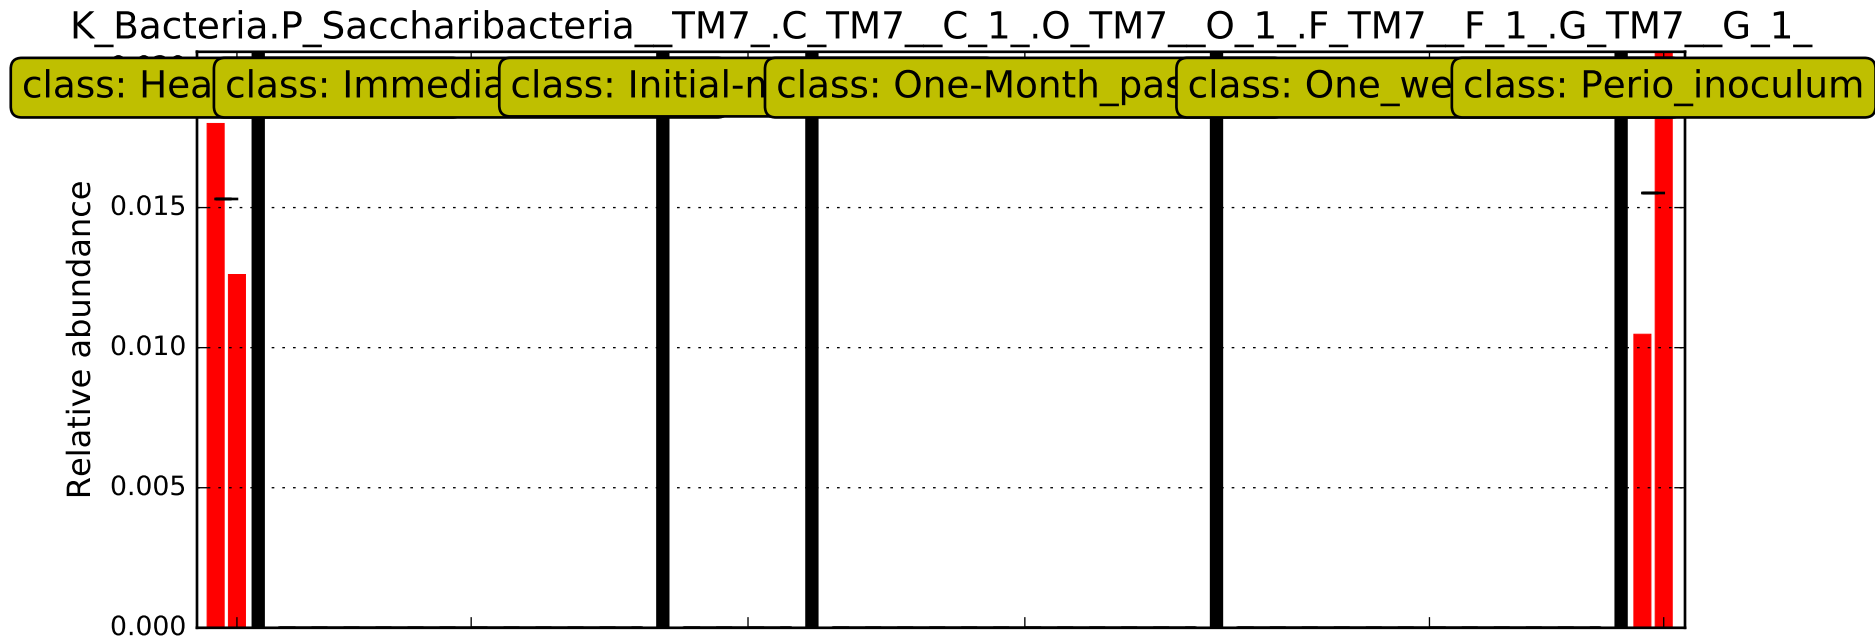 K_Bacteria.P_Saccharibacteria__TM7_.C_TM7__C_1_.O_TM7__O_1_.F_TM7__F_1_.G_TM7__G_1_
class: Hea class: Immedia class: Initial-n class: One-Month_pas class: One_we class: Perio_inoculum
Relative abundance
0.015
0.010
0.005
0.000